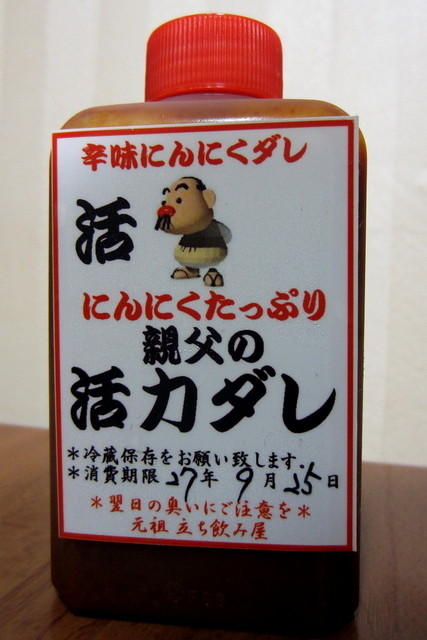 辛味にんにくダレ
活
にんにくたっぷり
親父の
活力ダレ
＊冷蔵保存をお願い致します.
＊消費期限 27年 9月 25日
＊翌日の臭いにご注意を＊
元祖 立ち飲み屋